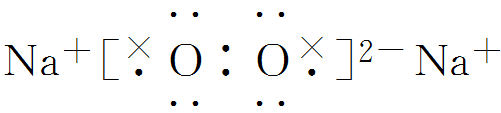 Na⁺[×· Ö̤ : Ö̤ ×·]²⁻Na⁺